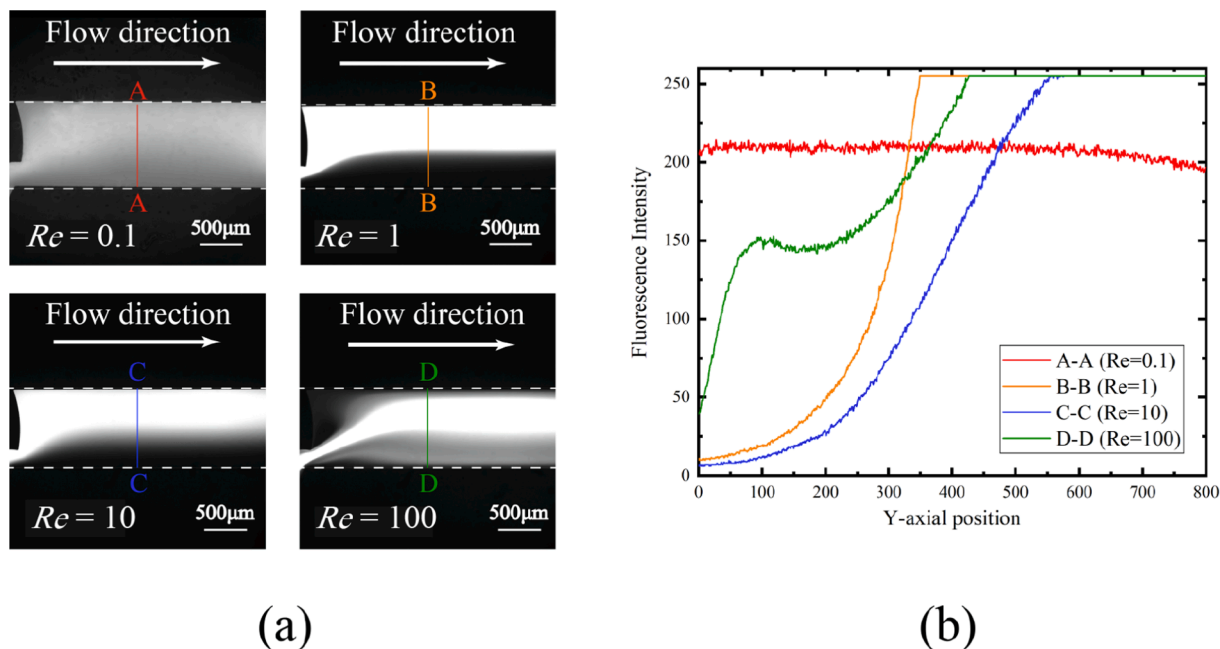 Flow direction
A
A
Re = 0.1
500μm
Flow direction
B
B
Re = 1
500μm
Flow direction
C
C
Re = 10
500μm
Flow direction
D
D
Re = 100
500μm
(a)
Fluorescence Intensity
250
200
150
100
50
0
0 100 200 300 400 500 600 700 800
Y-axial position
A-A (Re=0.1)
B-B (Re=1)
C-C (Re=10)
D-D (Re=100)
(b)